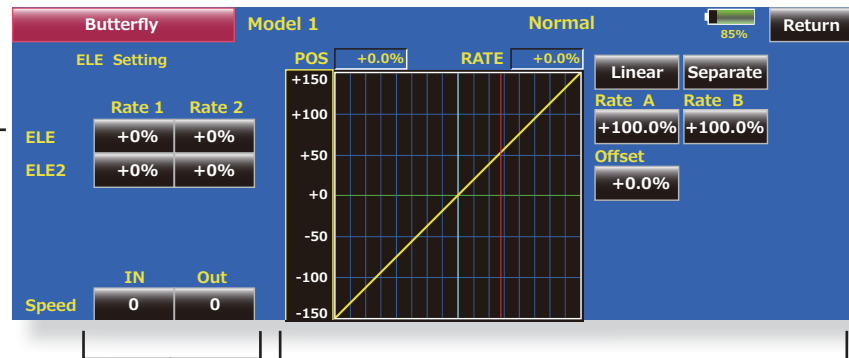 Butterfly Model 1 Normal 85% Return
ELE Setting
POS +0.0% RATE +0.0%
Linear Separate
Rate A Rate B
+100.0% +100.0%
Offset
+0.0%
Rate 1 Rate 2
ELE +0% +0%
ELE2 +0% +0%
IN Out
Speed 0 0
+150
+100
+50
+0
-50
-100
-150